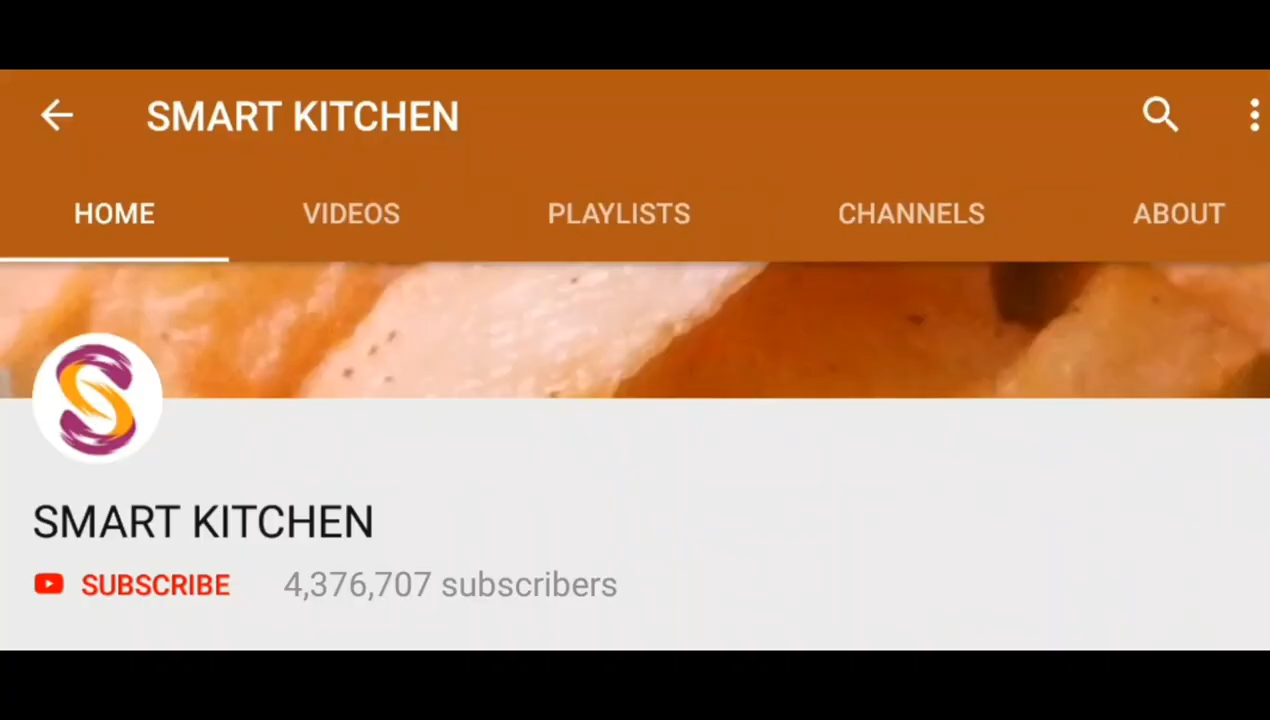 SMART KITCHEN
HOME VIDEOS PLAYLISTS CHANNELS ABOUT
SMART KITCHEN
SUBSCRIBE 4,376,707 subscribers